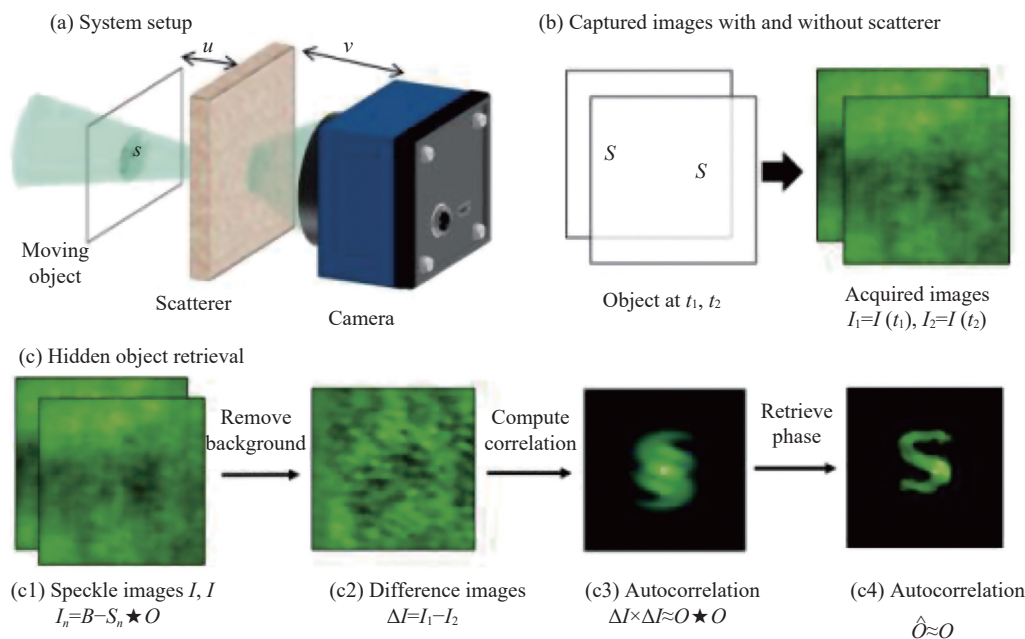 (a) System setup
(b) Captured images with and without scatterer
u
v
s
S
S
Moving
object
Scatterer
Camera
Object at t₁, t₂
Acquired images
I₁=I (t₁), I₂=I (t₂)
(c) Hidden object retrieval
Remove
background
Compute
correlation
Retrieve
phase
(c1) Speckle images I, I
Iₙ=B−Sₙ★O
(c2) Difference images
ΔI=I₁−I₂
(c3) Autocorrelation
ΔI×ΔI≈O★O
(c4) Autocorrelation
Ô≈O